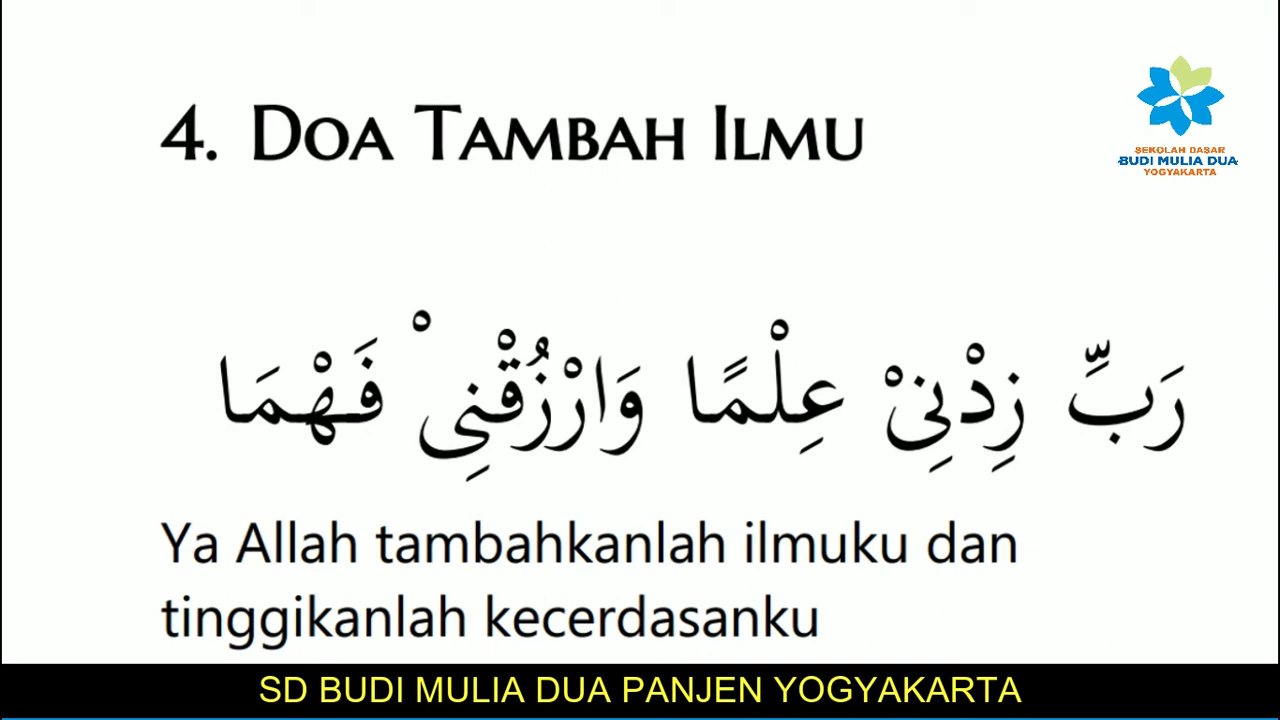 4. DOA TAMBAH ILMU
SEKOLAH DASAR
BUDI MULIA DUA
YOGYAKARTA
رَبِّ زِدْنِيْ عِلْمًا وَارْزُقْنِيْ فَهْمَا
Ya Allah tambahkanlah ilmuku dan
tinggikanlah kecerdasanku
SD BUDI MULIA DUA PANJEN YOGYAKARTA